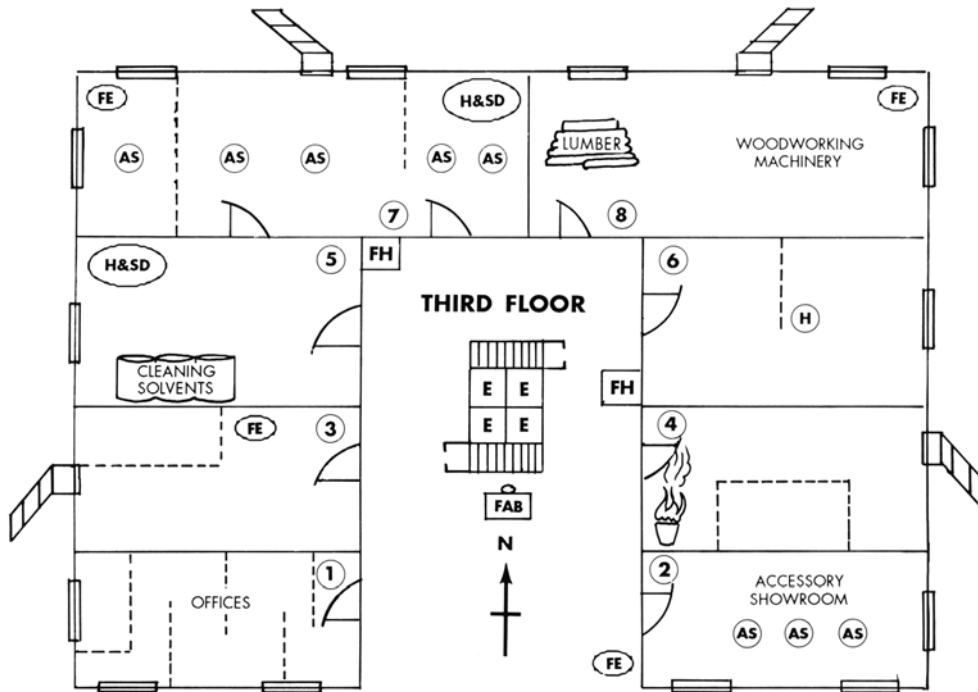 FE
H&SD
FE
AS
AS
AS
AS
AS
LUMBER
WOODWORKING
MACHINERY
7
8
H&SD
5
FH
6
THIRD FLOOR
H
CLEANING
SOLVENTS
E
E
FH
E
E
FE
3
4
FAB
N
1
2
OFFICES
ACCESSORY
SHOWROOM
AS
AS
AS
FE